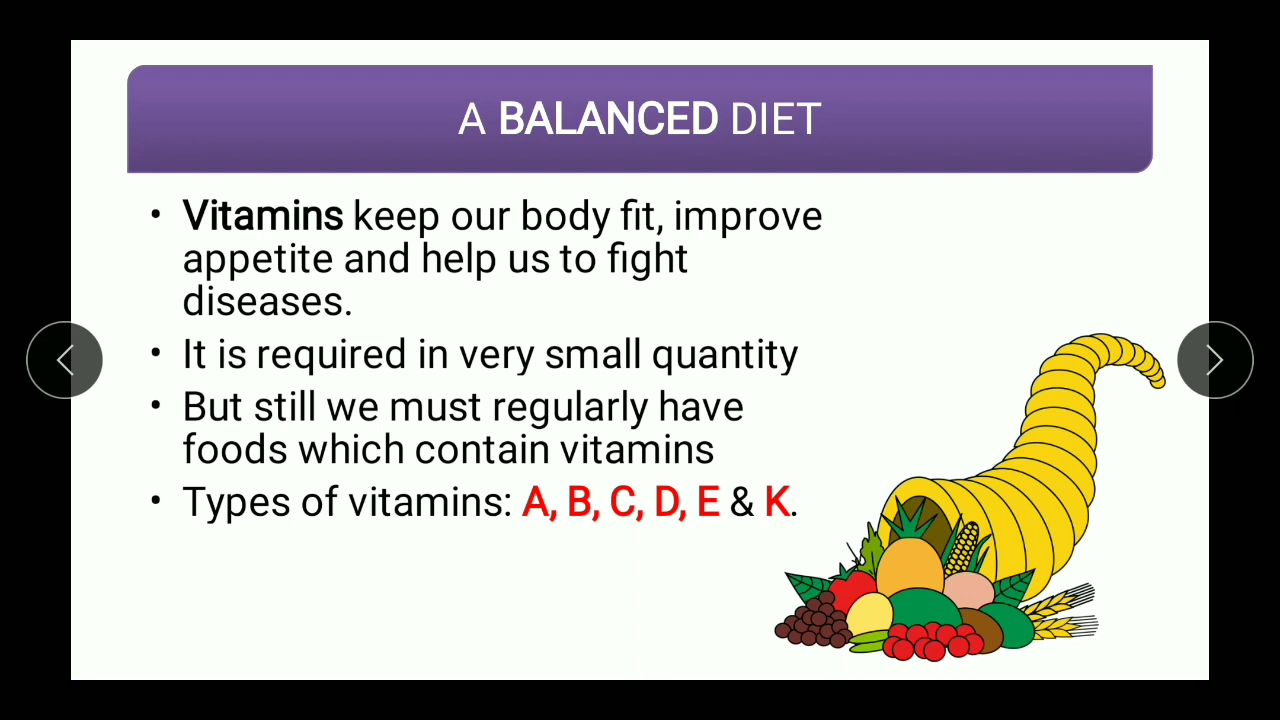 A BALANCED DIET
• Vitamins keep our body fit, improve
appetite and help us to fight
diseases.
• It is required in very small quantity
• But still we must regularly have
foods which contain vitamins
• Types of vitamins: A, B, C, D, E & K.